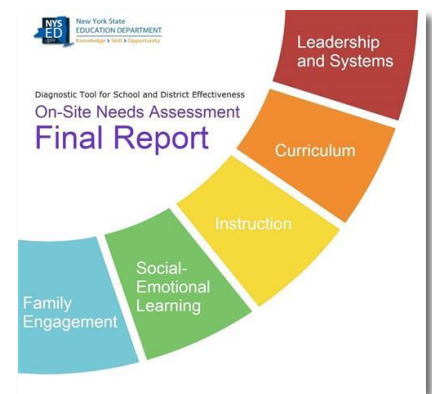 NYS
ED
New York State
EDUCATION DEPARTMENT
Knowledge > Skill > Opportunity
Diagnostic Tool for School and District Effectiveness
On-Site Needs Assessment
Final Report
Leadership
and Systems
Curriculum
Instruction
Social-
Emotional
Learning
Family
Engagement